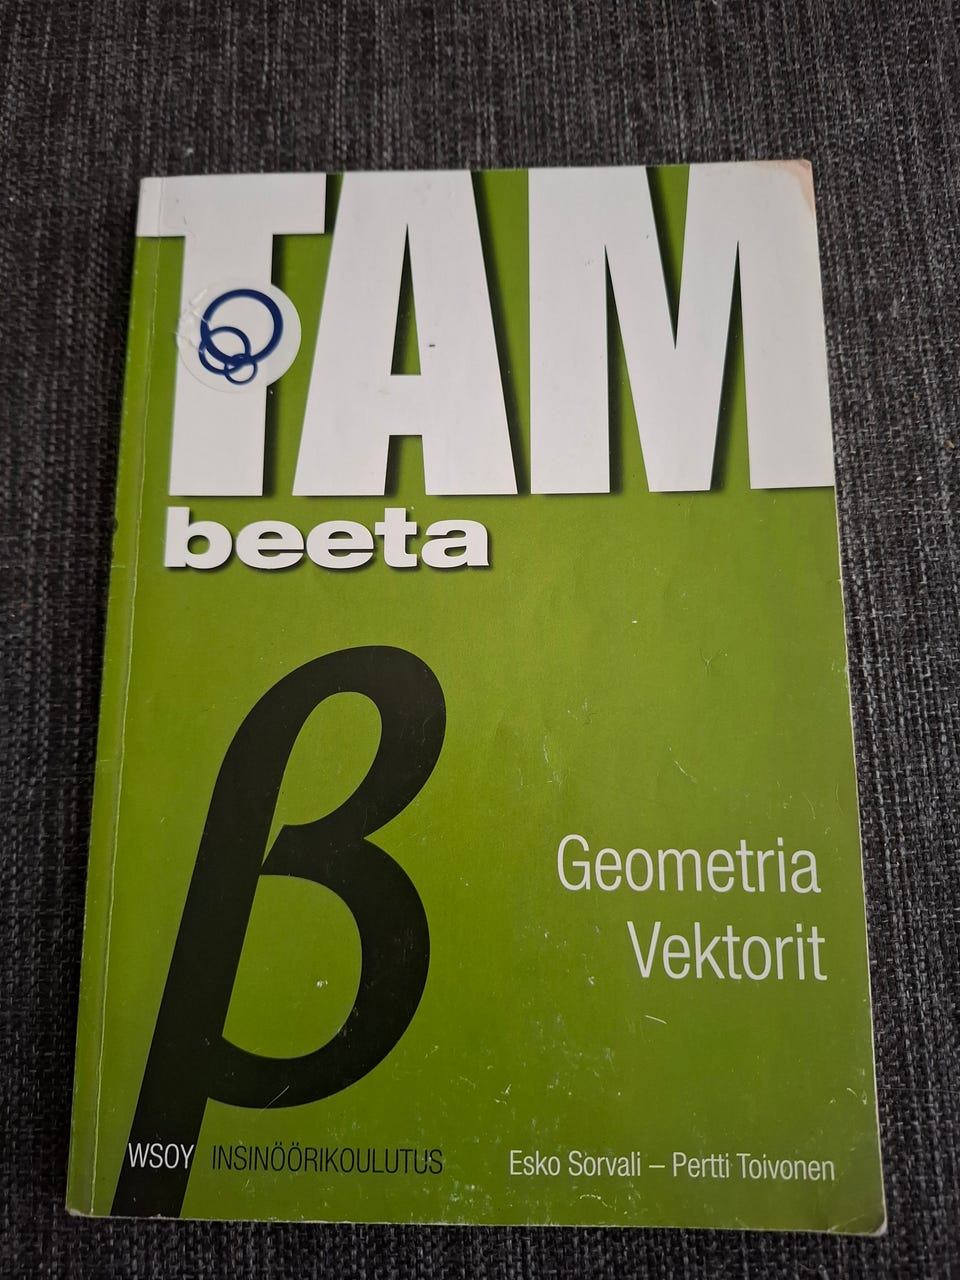 TAM
beeta
β
Geometria
Vektorit
WSOY INSINÖÖRIKOULUTUS
Esko Sorvali – Pertti Toivonen